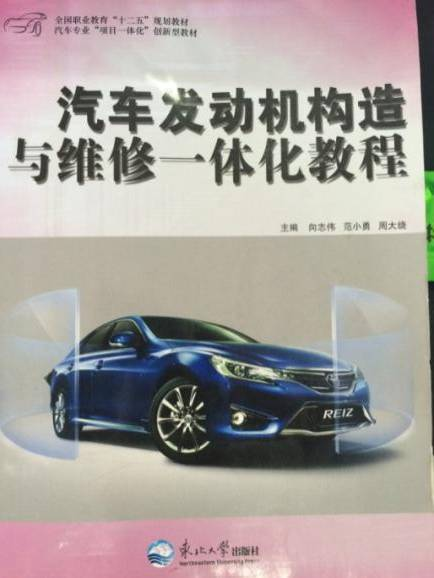 全国职业教育“十二五”规划教材
汽车专业“项目一体化”创新型教材
汽车发动机构造
与维修一体化教程
主编 向志伟 范小勇 周大绕
REIZ
东北大学出版社
Northeastern University Press